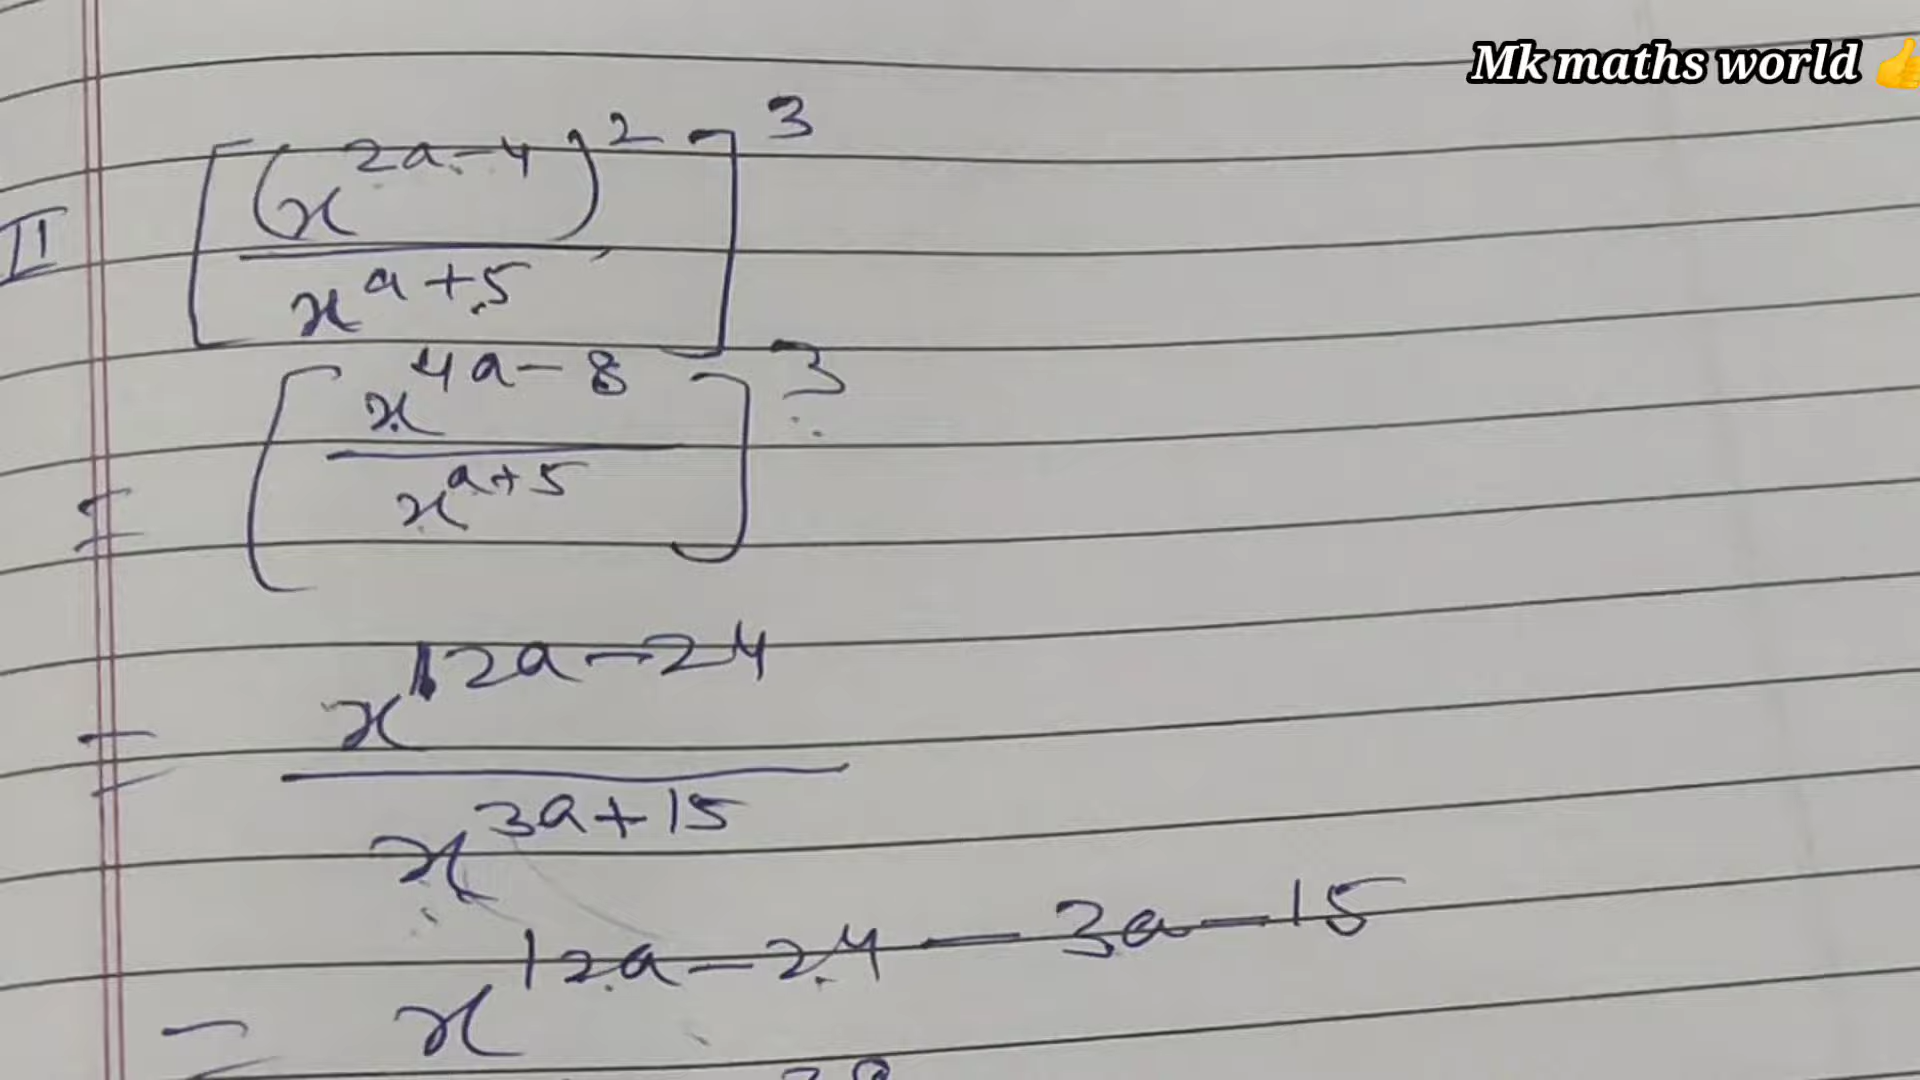 Mk maths world 👍
II [(x^{2a-4})^2 / x^{a+5}]^3
= [x^{4a-8} / x^{a+5}]^3
= x^{12a-24} / x^{3a+15}
= x^{12a-24-3a-15}